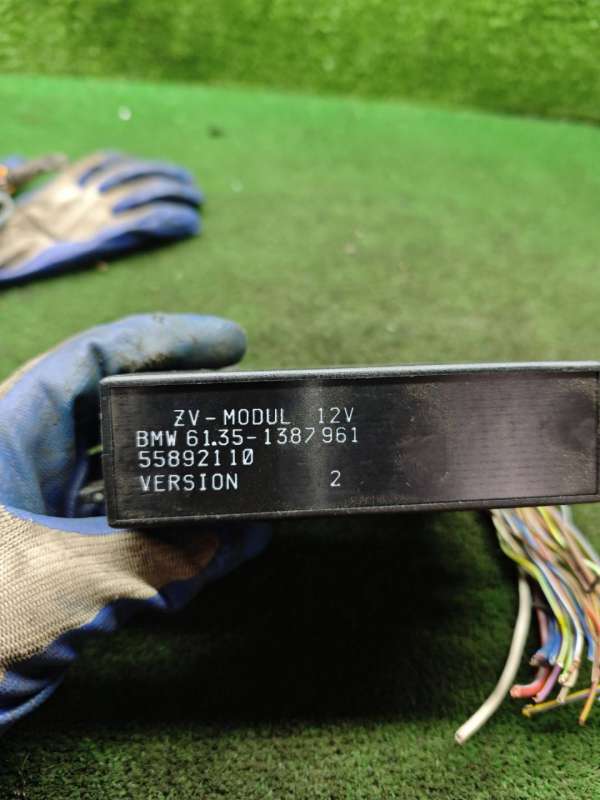 ZV-MODUL 12V
BMW 61.35-1387961
55892110
VERSION 2